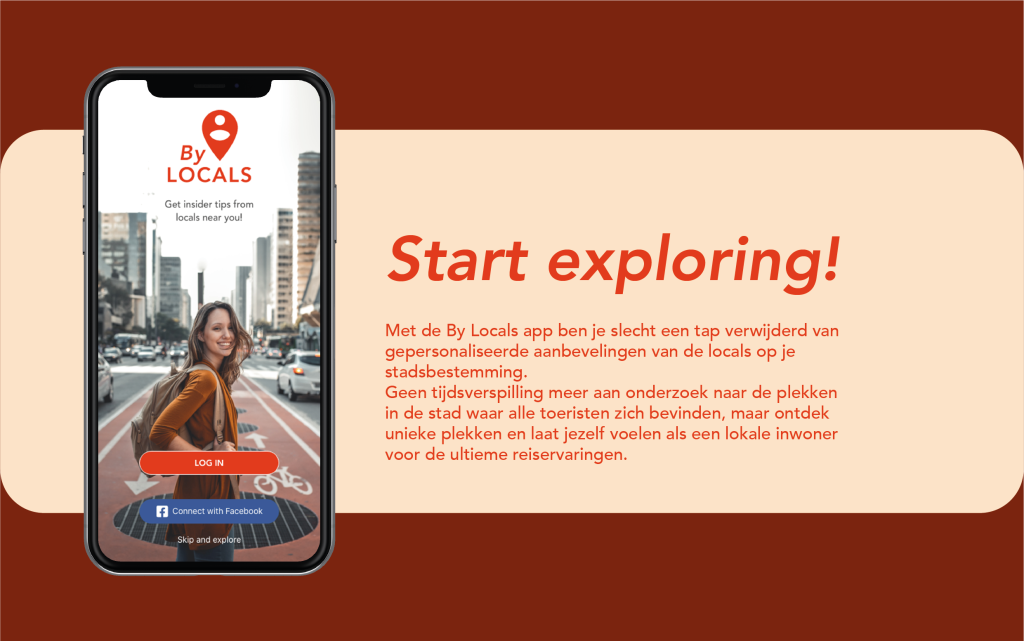 By
LOCALS
Get insider tips from
locals near you!
LOG IN
Connect with Facebook
Skip and explore
Start exploring!
Met de By Locals app ben je slecht een tap verwijderd van
gepersonaliseerde aanbevelingen van de locals op je
stadsbestemming.
Geen tijdsverspilling meer aan onderzoek naar de plekken
in de stad waar alle toeristen zich bevinden, maar ontdek
unieke plekken en laat jezelf voelen als een lokale inwoner
voor de ultieme reiservaringen.